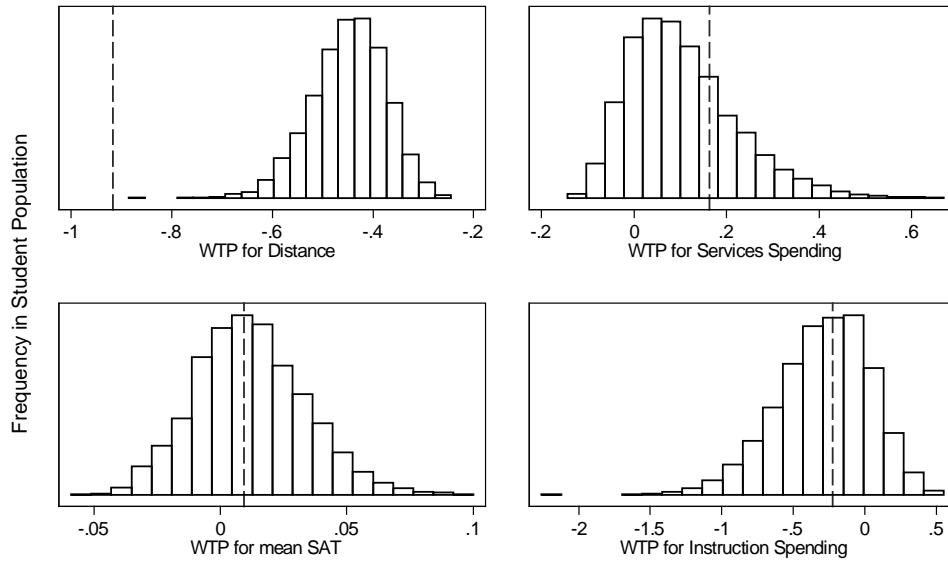 Frequency in Student Population
-1 -.8 -.6 -.4 -.2
WTP for Distance
-.2 0 .2 .4 .6
WTP for Services Spending
-.05 0 .05 .1
WTP for mean SAT
-2 -1.5 -1 -.5 0 .5
WTP for Instruction Spending